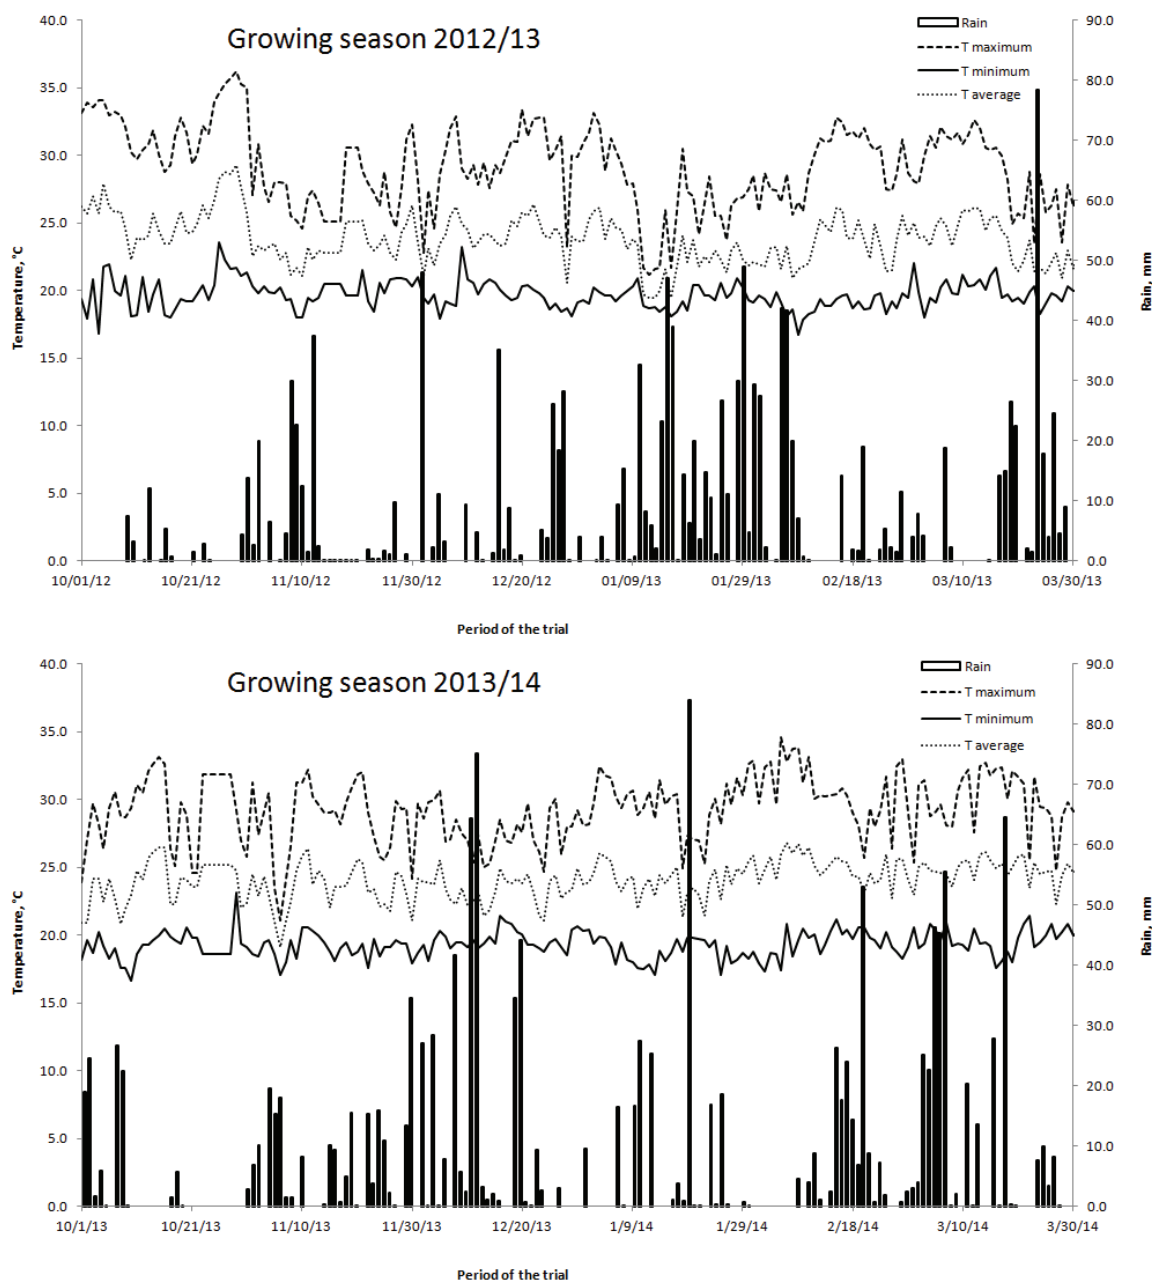 Growing season 2012/13
Rain
T maximum
T minimum
T average
Temperature, °C
40.0
35.0
30.0
25.0
20.0
15.0
10.0
5.0
0.0
90.0
80.0
70.0
60.0
50.0
40.0
30.0
20.0
10.0
0.0
Rain, mm
10/01/12 10/21/12 11/10/12 11/30/12 12/20/12 01/09/13 01/29/13 02/18/13 03/10/13 03/30/13
Period of the trial
Growing season 2013/14
Rain
T maximum
T minimum
T average
Temperature, °C
40.0
35.0
30.0
25.0
20.0
15.0
10.0
5.0
0.0
90.0
80.0
70.0
60.0
50.0
40.0
30.0
20.0
10.0
0.0
Rain, mm
10/1/13 10/21/13 11/10/13 11/30/13 12/20/13 1/9/14 1/29/14 2/18/14 3/10/14 3/30/14
Period of the trial